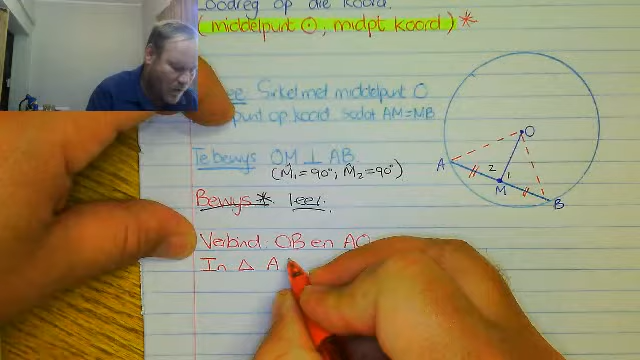 Loodreg op die koord.
(middelpunt ⊙, midpt koord) *
Sirkel met middelpunt O
punt op koord sodat AM=MB
Te bewys OM ⊥ AB
(M̂₁=90°, M̂₂=90°)
Bewys * leer.
Verbind: OB en AO
In △ A
O
A
2
1
M
B